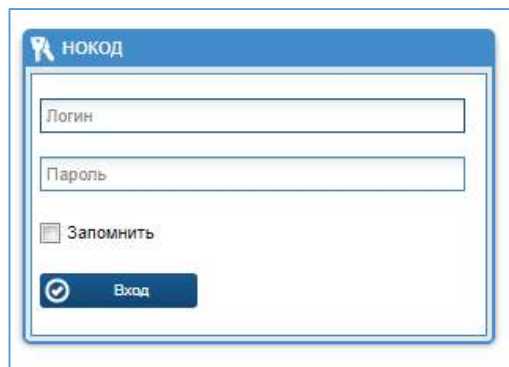 НОКОД
Логин
Пароль
Запомнить
Вход